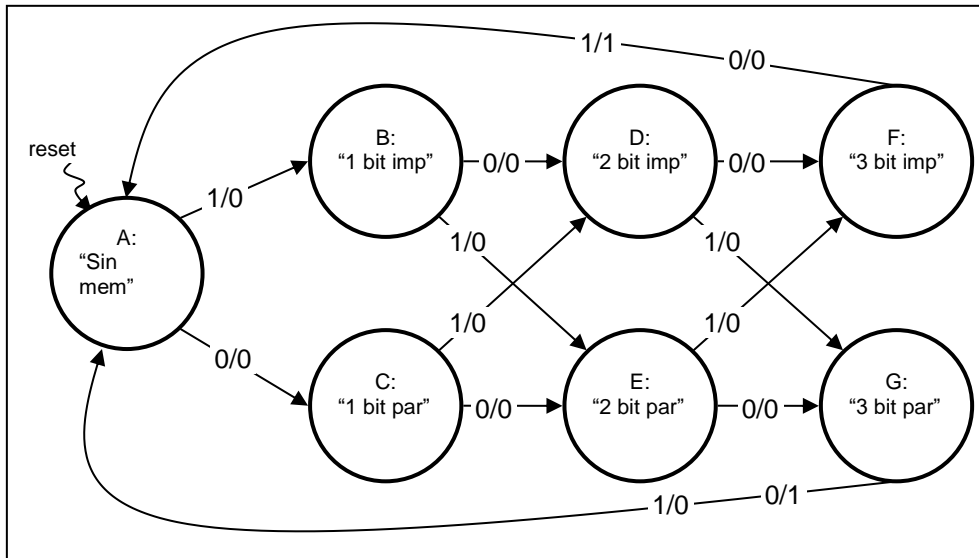 1/1
0/0
reset
A:
“Sin
mem”
1/0
0/0
B:
“1 bit imp”
0/0
1/0
C:
“1 bit par”
1/0
0/0
D:
“2 bit imp”
0/0
1/0
E:
“2 bit par”
1/0
0/0
F:
“3 bit imp”
G:
“3 bit par”
1/0
0/1